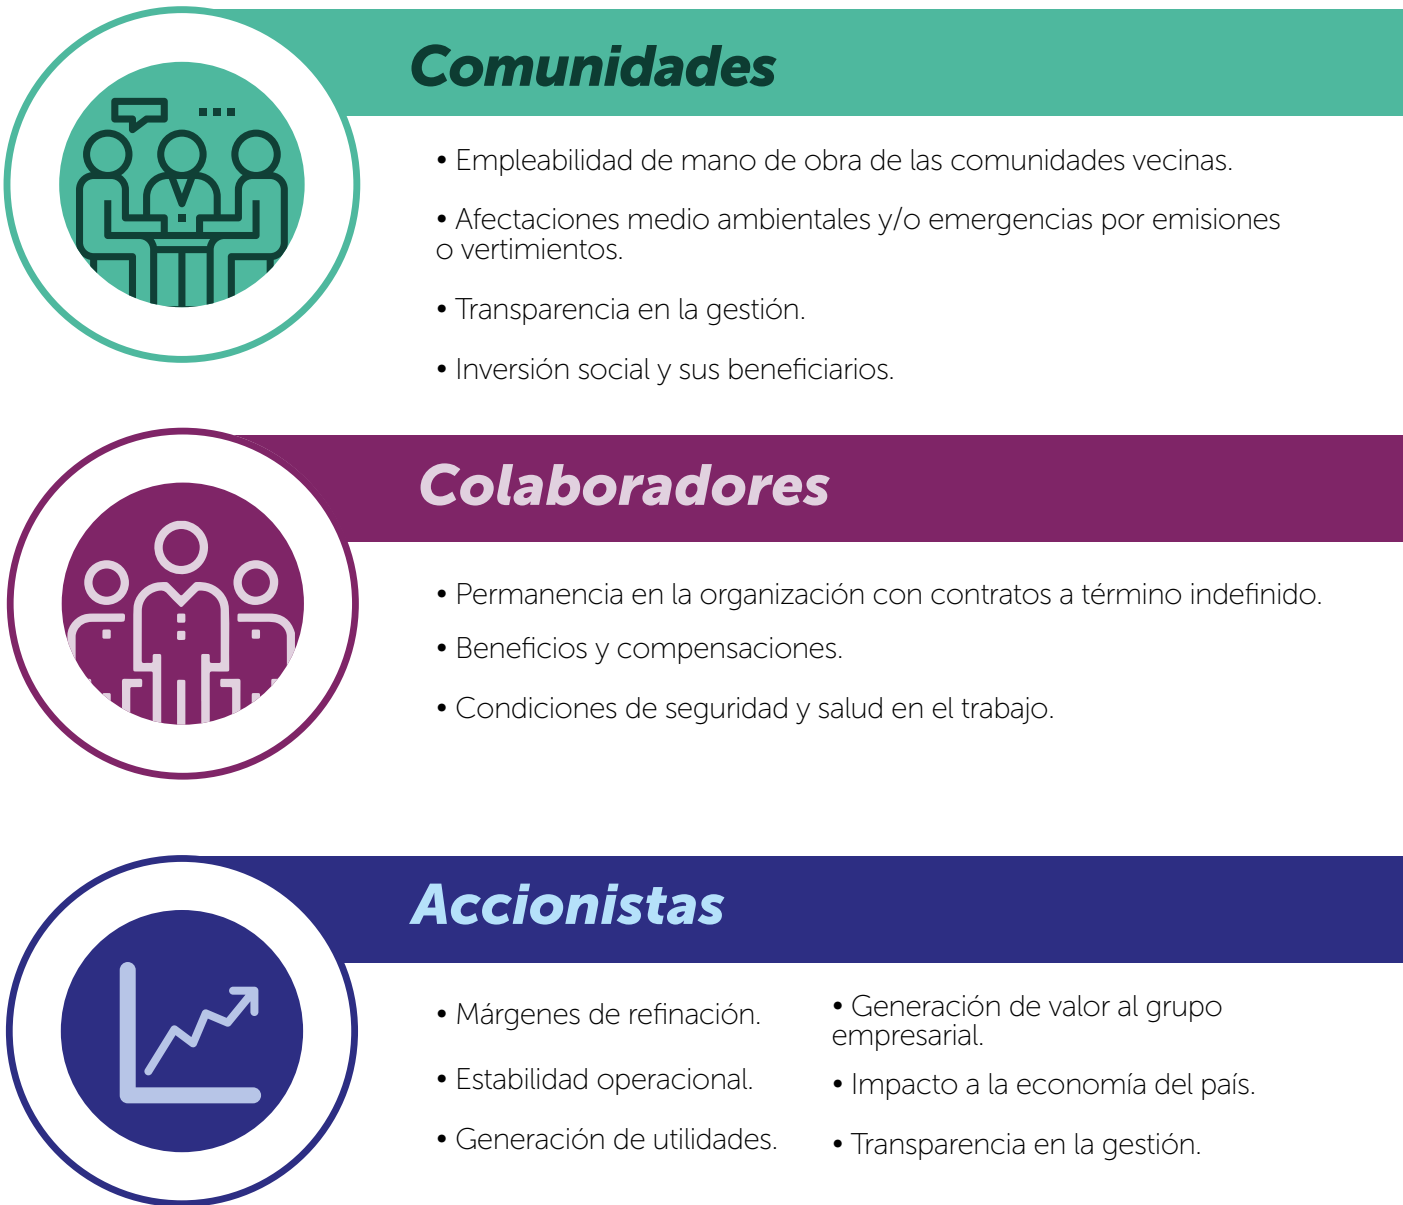 Comunidades
• Empleabilidad de mano de obra de las comunidades vecinas.
• Afectaciones medio ambientales y/o emergencias por emisiones
o vertimientos.
• Transparencia en la gestión.
• Inversión social y sus beneficiarios.
Colaboradores
• Permanencia en la organización con contratos a término indefinido.
• Beneficios y compensaciones.
• Condiciones de seguridad y salud en el trabajo.
Accionistas
• Márgenes de refinación.
• Estabilidad operacional.
• Generación de utilidades.
• Generación de valor al grupo
empresarial.
• Impacto a la economía del país.
• Transparencia en la gestión.